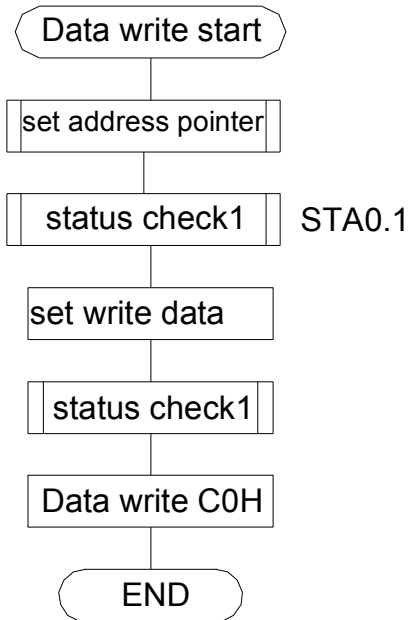 Data write start
set address pointer
status check1 STA0.1
set write data
status check1
Data write C0H
END